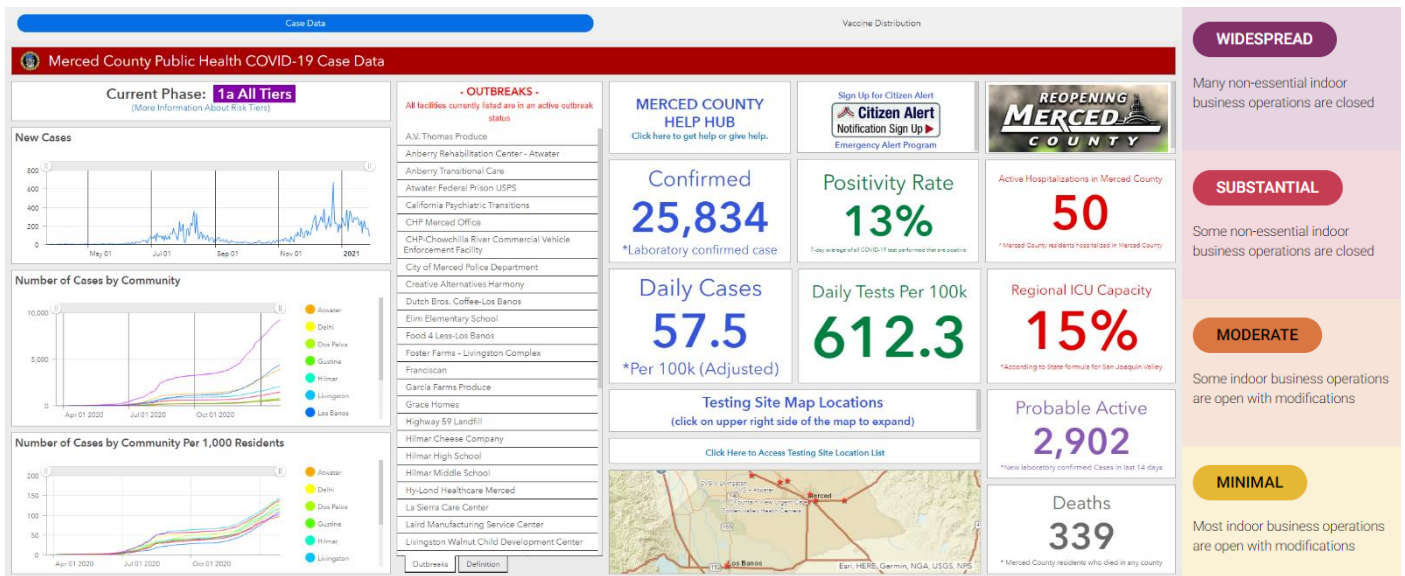 Case Data
Vaccine Distribution
Merced County Public Health COVID-19 Case Data
Current Phase: 1a All Tiers
(More Information About Risk Tiers)
New Cases
800
600
400
200
0
May 01
Jul 01
Sep 01
Nov 01
2021
Number of Cases by Community
10,000
5,000
0
Apr 01 2020
Jul 01 2020
Oct 01 2020
Atwater
Delhi
Dos Palos
Gustine
Hilmar
Livingston
Los Banos
Number of Cases by Community Per 1,000 Residents
200
150
100
50
0
Apr 01 2020
Jul 01 2020
Oct 01 2020
Atwater
Delhi
Dos Palos
Gustine
Hilmar
Livingston
- OUTBREAKS -
All facilities currently listed are in an active outbreak
status
A.V. Thomas Produce
Anberry Rehabilitation Center - Atwater
Anberry Transitional Care
Atwater Federal Prison USPS
California Psychiatric Transitions
CHP Merced Office
CHP-Chowchilla River Commercial Vehicle
Enforcement Facility
City of Merced Police Department
Creative Alternatives Harmony
Dutch Bros. Coffee-Los Banos
Elim Elementary School
Food 4 Less-Los Banos
Foster Farms - Livingston Complex
Franciscan
Garcia Farms Produce
Grace Homes
Highway 59 Landfill
Hilmar Cheese Company
Hilmar High School
Hilmar Middle School
Hy-Lond Healthcare Merced
La Sierra Care Center
Laird Manufacturing Service Center
Livingston Walnut Child Development Center
Outbreaks
Definition
MERCED COUNTY
HELP HUB
Click here to get help or give help.
Sign Up for Citizen Alert
Citizen Alert
Notification Sign Up
Emergency Alert Program
REOPENING
MERCED
COUNTY
Confirmed
25,834
*Laboratory confirmed case
Positivity Rate
13%
7-day average of all COVID-19 test performed that are positive
Active Hospitalizations in Merced County
50
* Merced County residents hospitalized in Merced County
Daily Cases
57.5
*Per 100k (Adjusted)
Daily Tests Per 100k
612.3
Regional ICU Capacity
15%
*According to State formula for San Joaquin Valley
Testing Site Map Locations
(click on upper right side of the map to expand)
Click Here to Access Testing Site Location List
Merced
Los Banos
Esri, HERE, Garmin, NGA, USGS, NPS
Probable Active
2,902
*New laboratory confirmed Cases in last 14 days
Deaths
339
* Merced County residents who died in any county
WIDESPREAD
Many non-essential indoor
business operations are closed
SUBSTANTIAL
Some non-essential indoor
business operations are closed
MODERATE
Some indoor business operations
are open with modifications
MINIMAL
Most indoor business operations
are open with modifications